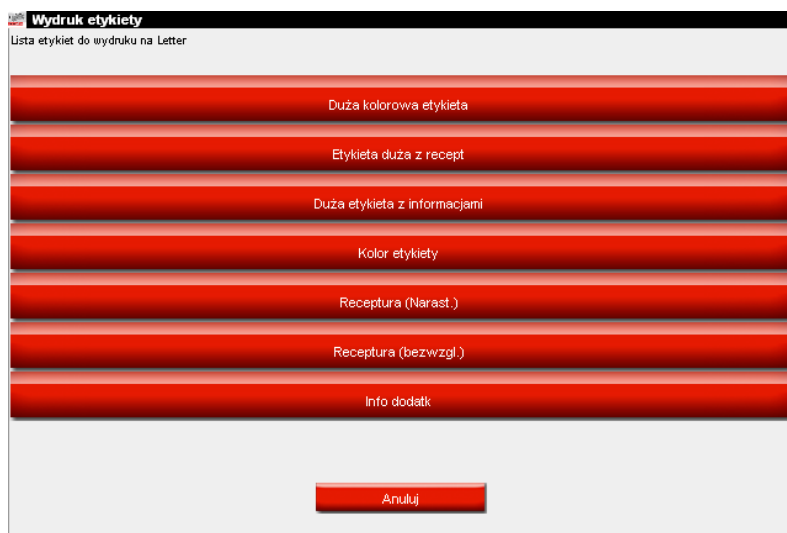 Wydruk etykiety
Lista etykiet do wydruku na Letter
Duża kolorowa etykieta
Etykieta duża z recept
Duża etykieta z informacjami
Kolor etykiety
Receptura (Narast.)
Receptura (bezwzgl.)
Info dodatk
Anuluj